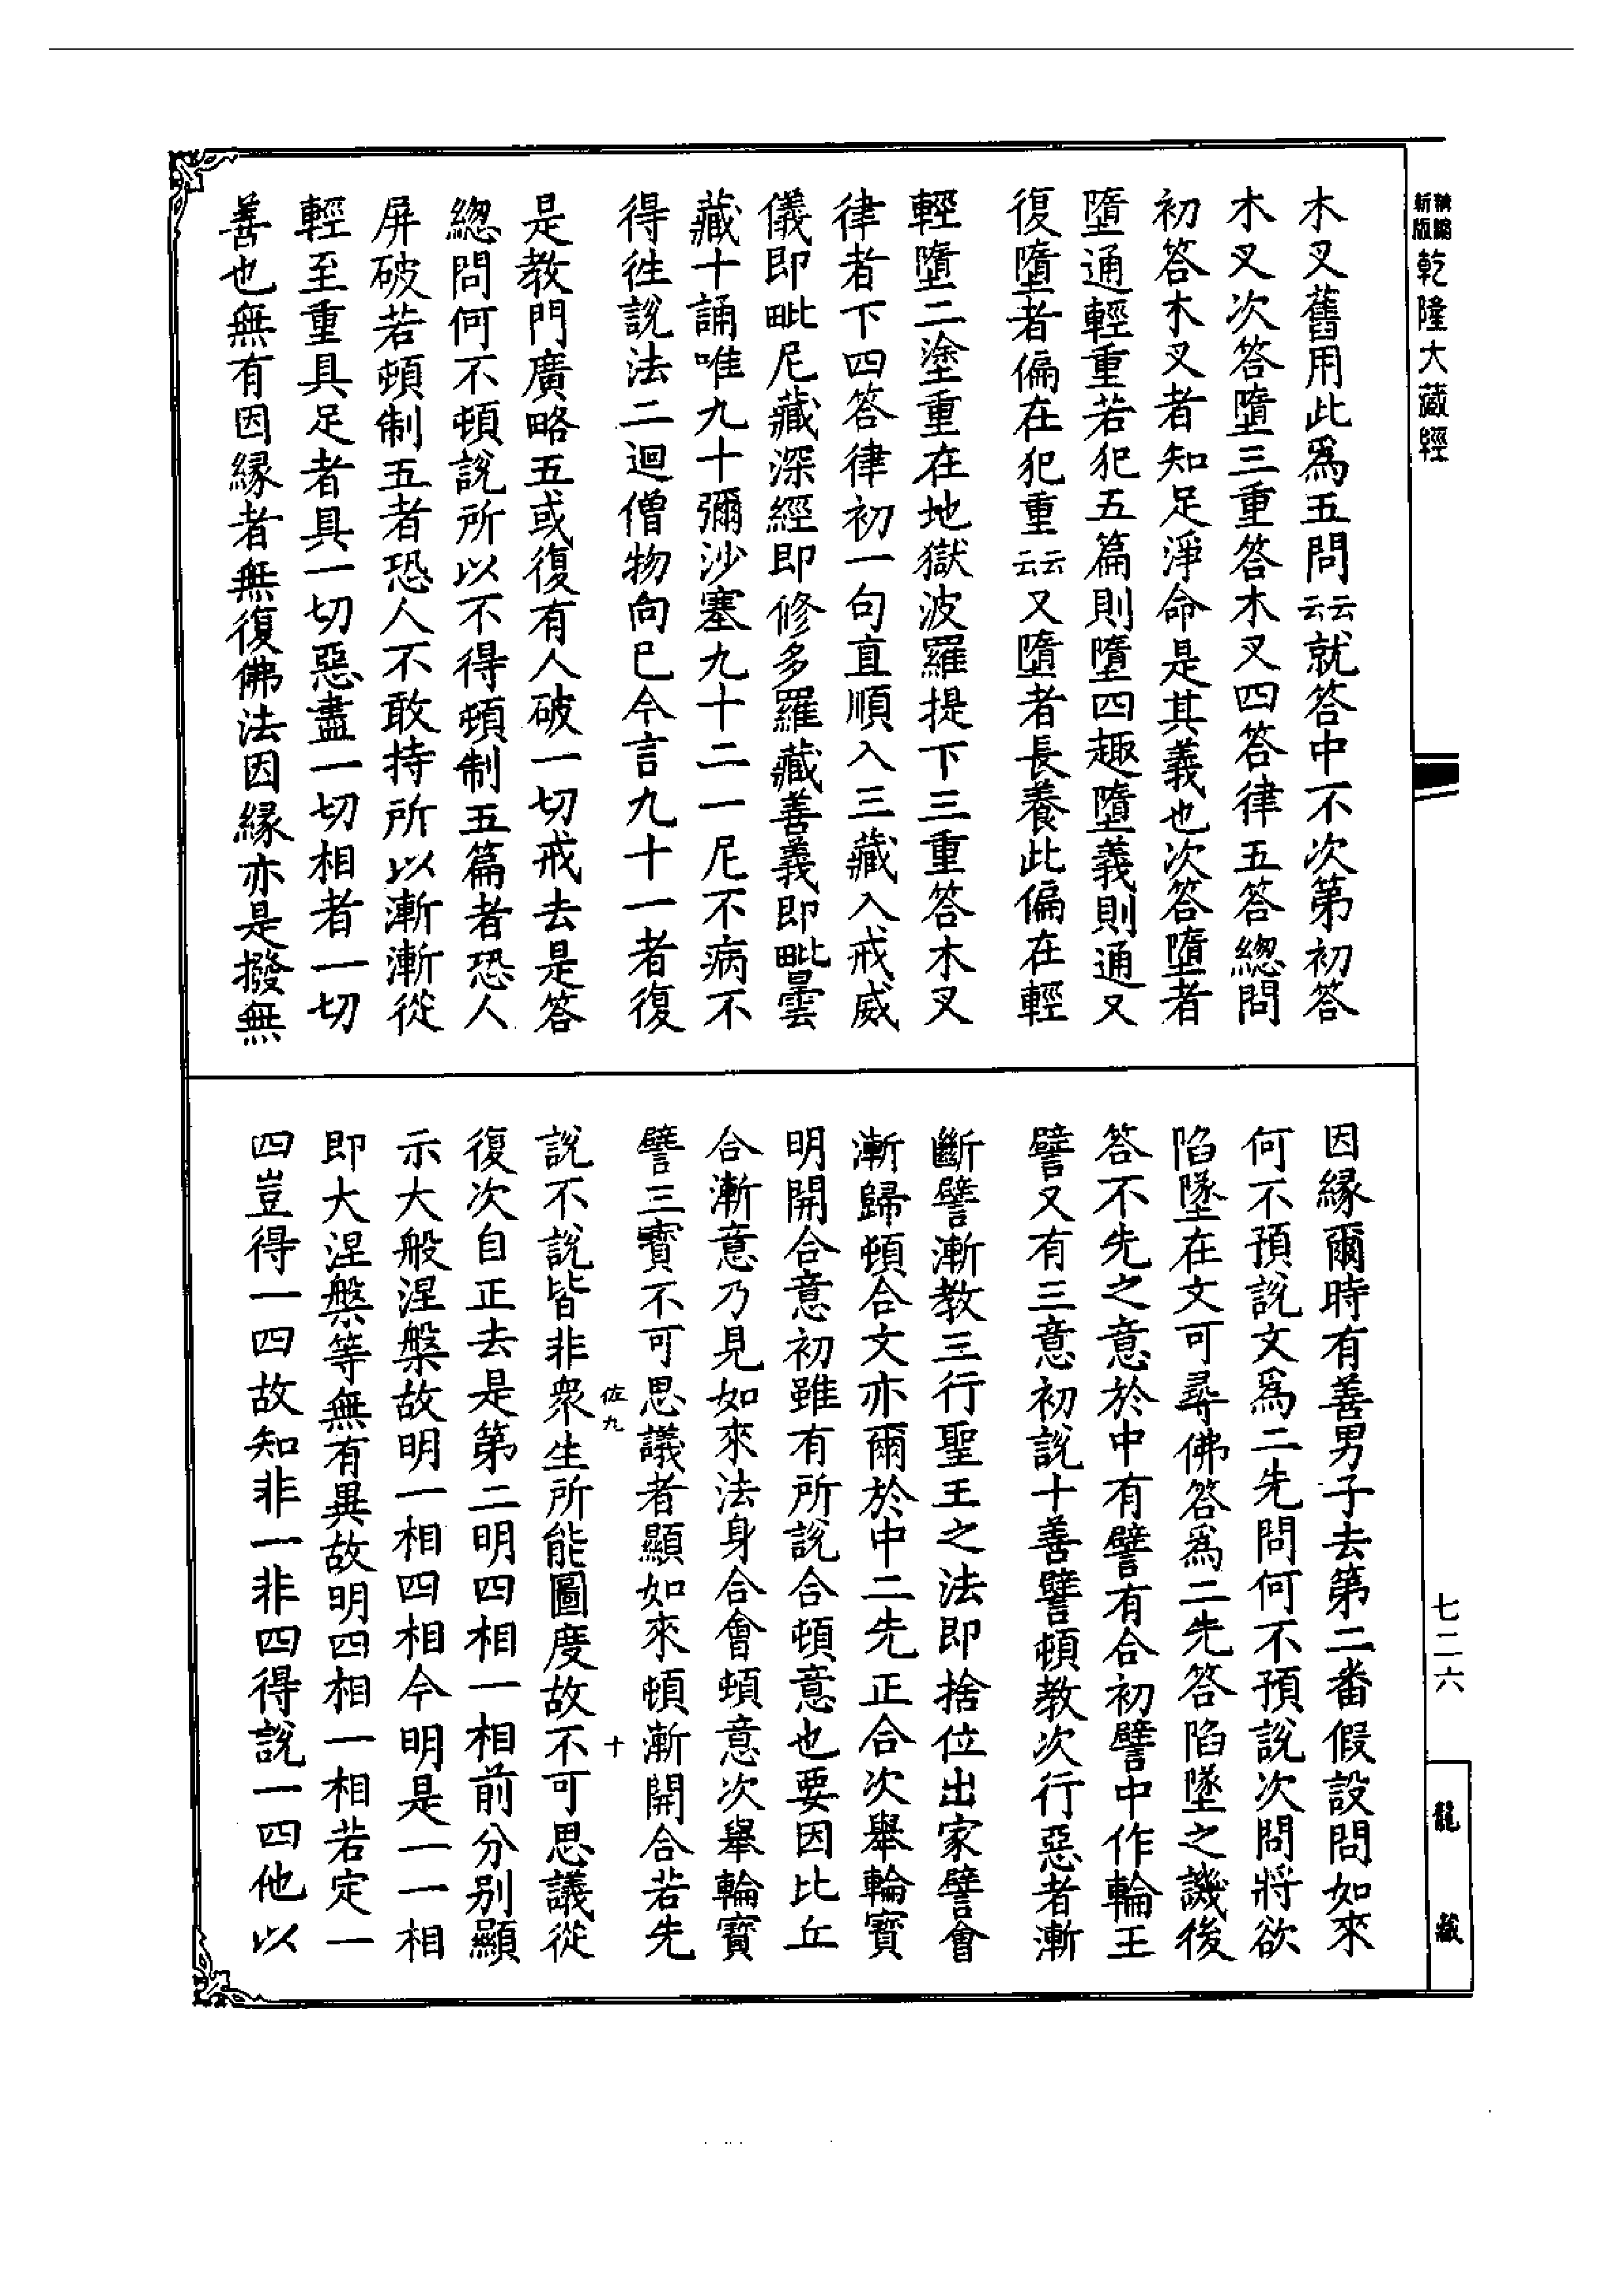 精縮
新版
乾隆大藏經
木叉舊用此爲五問云云就答中不次第初答
木叉次答墮三重答木叉四答律五答總問
初答木叉者知足淨命是其義也次答墮者
墮通輕重若犯五篇則墮四趣墮義則通又
復墮者偏在犯重云云又墮者長養此偏在輕
輕墮二塗重在地獄波羅提下三重答木叉
律者下四答律初一句直順入三藏入戒威
儀即毗尼藏深經即修多羅藏善義即毗曇
藏十誦唯九十彌沙塞九十二一尼不病不
得徃説法二迴僧物向已今言九十一者復
是教門廣略五或復有人破一切戒去是答
總問何不頓說所以不得頓制五篇者恐人
屏破若頓制五者恐人不敢持所以漸漸從
輕至重具足者具一切惡盡一切相者一切
善也無有因緣者無復佛法因緣亦是撥無
因緣爾時有善男子去第二番假設問如來
何不預說文爲二先問何不預說次問將欲
陷墜在文可尋佛答爲二先答陷墜之譏後
答不先之意於中有譬有合初譬中作輪王
譬又有三意初說十善譬頓教次行惡者漸
斷譬漸教三行聖王之法即捨位出家譬會
漸歸頓合文亦爾於中二先正合次舉輪寶
明開合意初雖有所說合頓意也要因比丘
合漸意乃見如來法身合會頓意次舉輪寶
譬三寶不可思議者顯如來頓漸開合若先
佐九
十
說不說皆非衆生所能圖度故不可思議從
復次自正去是第二明四相一相前分別顯
示大般涅槃故明一相四相今明是一一相
即大涅槃等無有異故明四相一相若定一
四豈得一四故知非一非四得說一四他以
七二六
龍藏